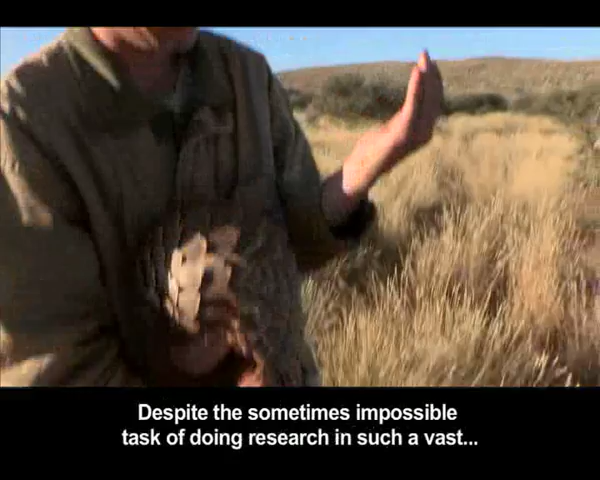 Despite the sometimes impossible
task of doing research in such a vast...